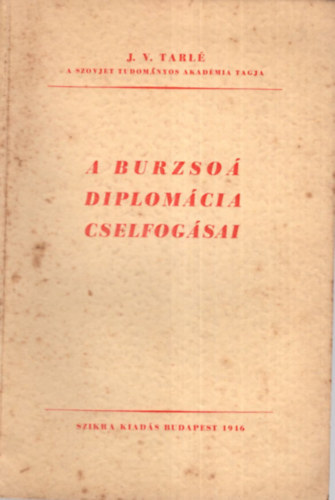 J. V. TARLÉ
A SZOVJET TUDOMÁNYOS AKADÉMIA TAGJA
A BURZSOÁ
DIPLOMÁCIA
CSELFOGÁSAI
SZIKRA KIADÁS BUDAPEST 1946